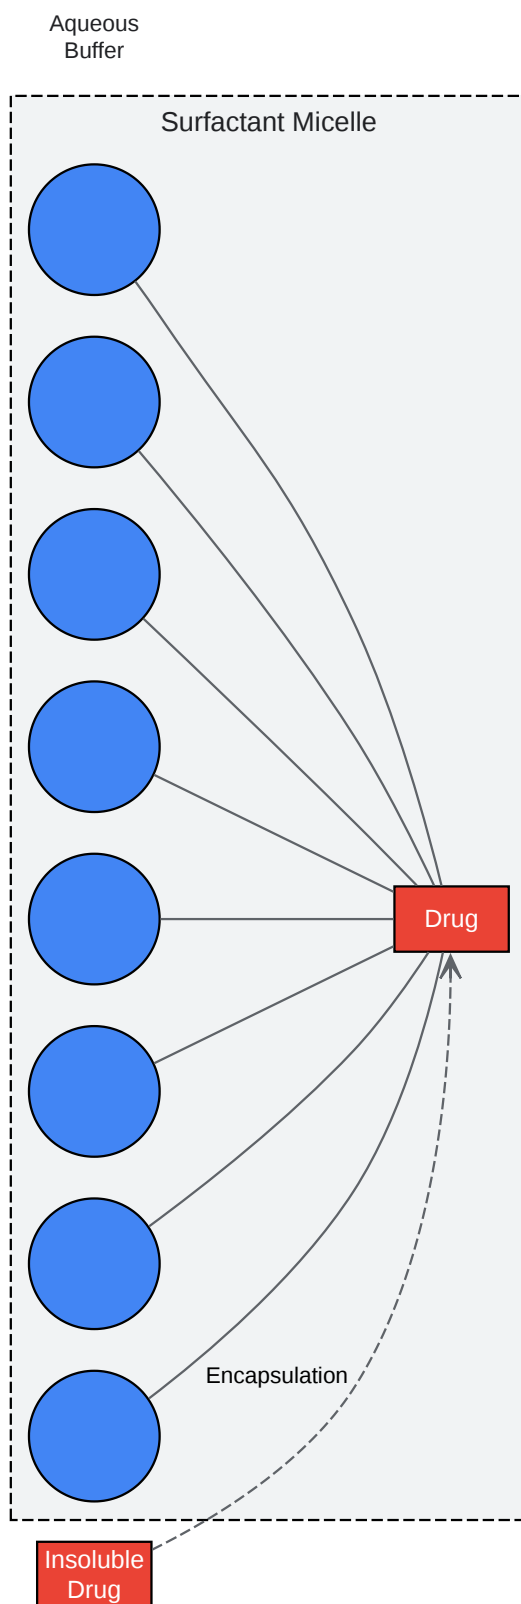 Aqueous
Buffer
Surfactant Micelle
Drug
Encapsulation
Insoluble
Drug